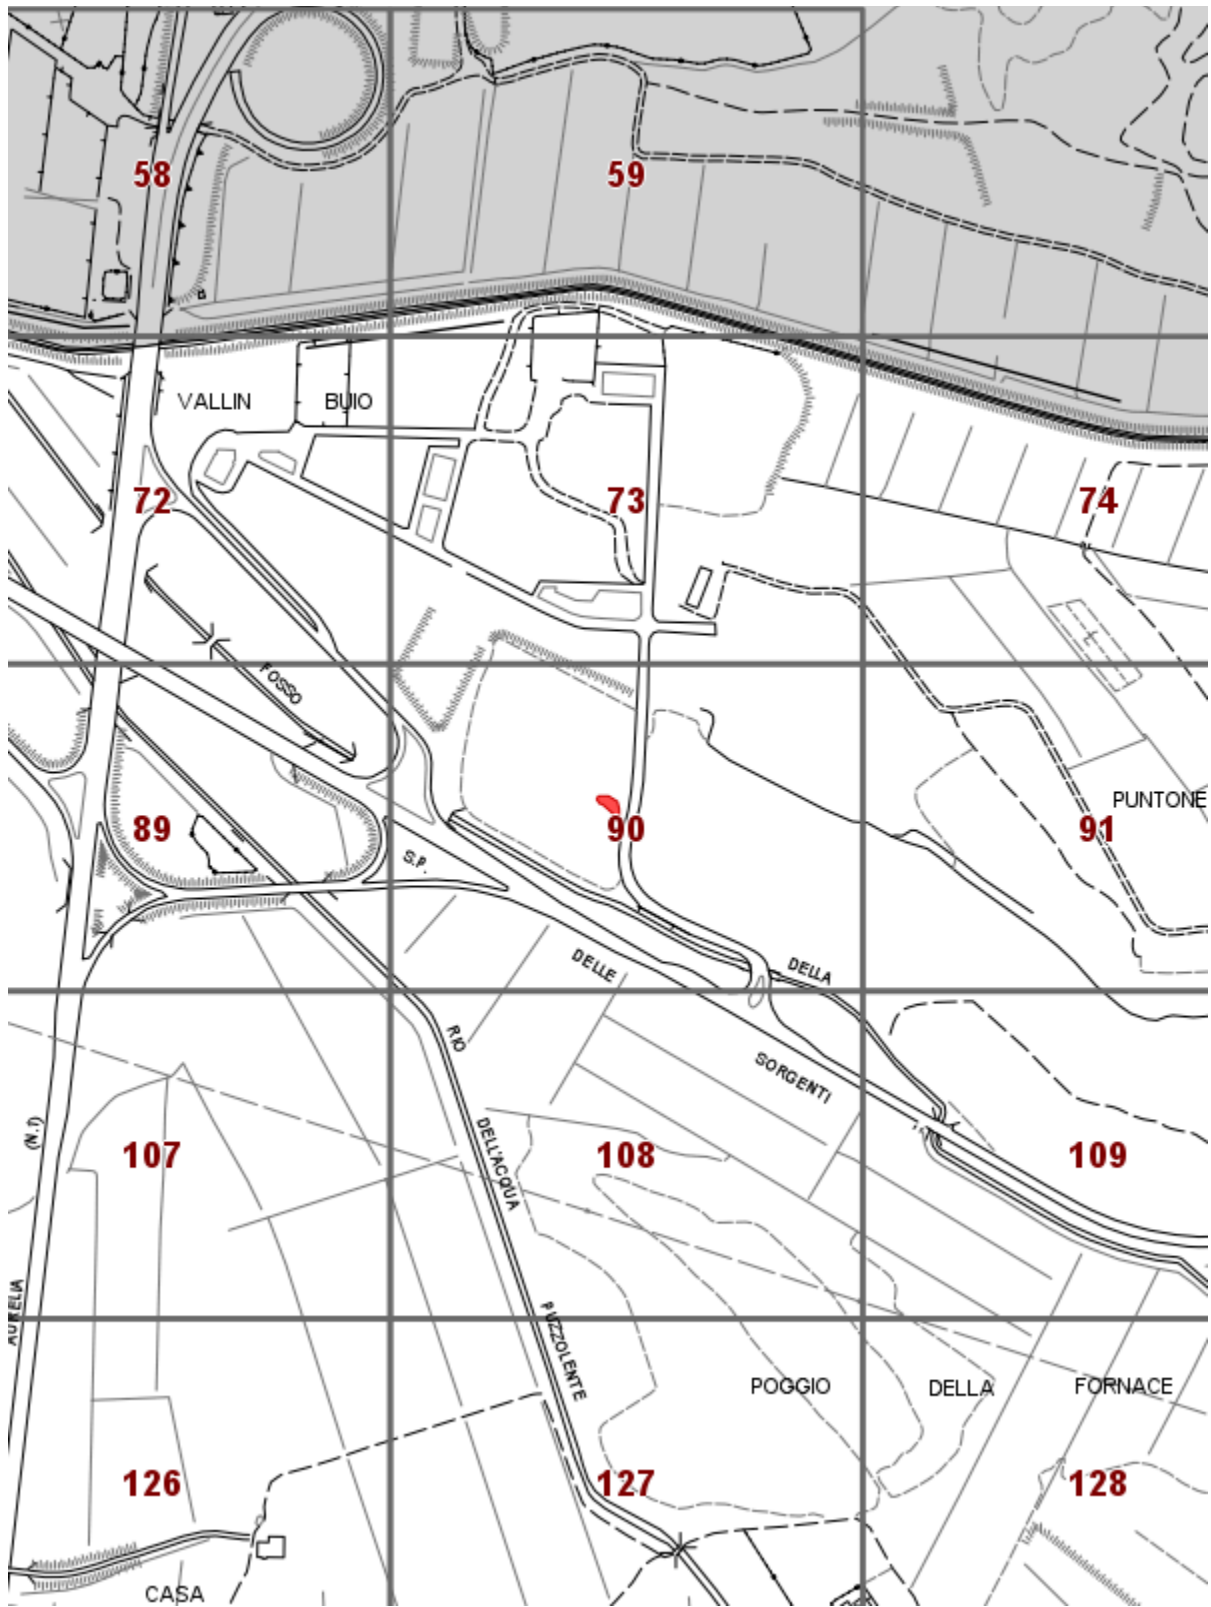 58
59
VALLIN BUIO
72
73
74
FOSSO
PUNTONE
89
S.P.
90
91
DELLE
DELLA
RIO
SORGENTI
(N.1)
107
DELL'ACQUA
108
109
AURELIA
PUZZOLENTE
POGGIO DELLA FORNACE
126
127
128
CASA